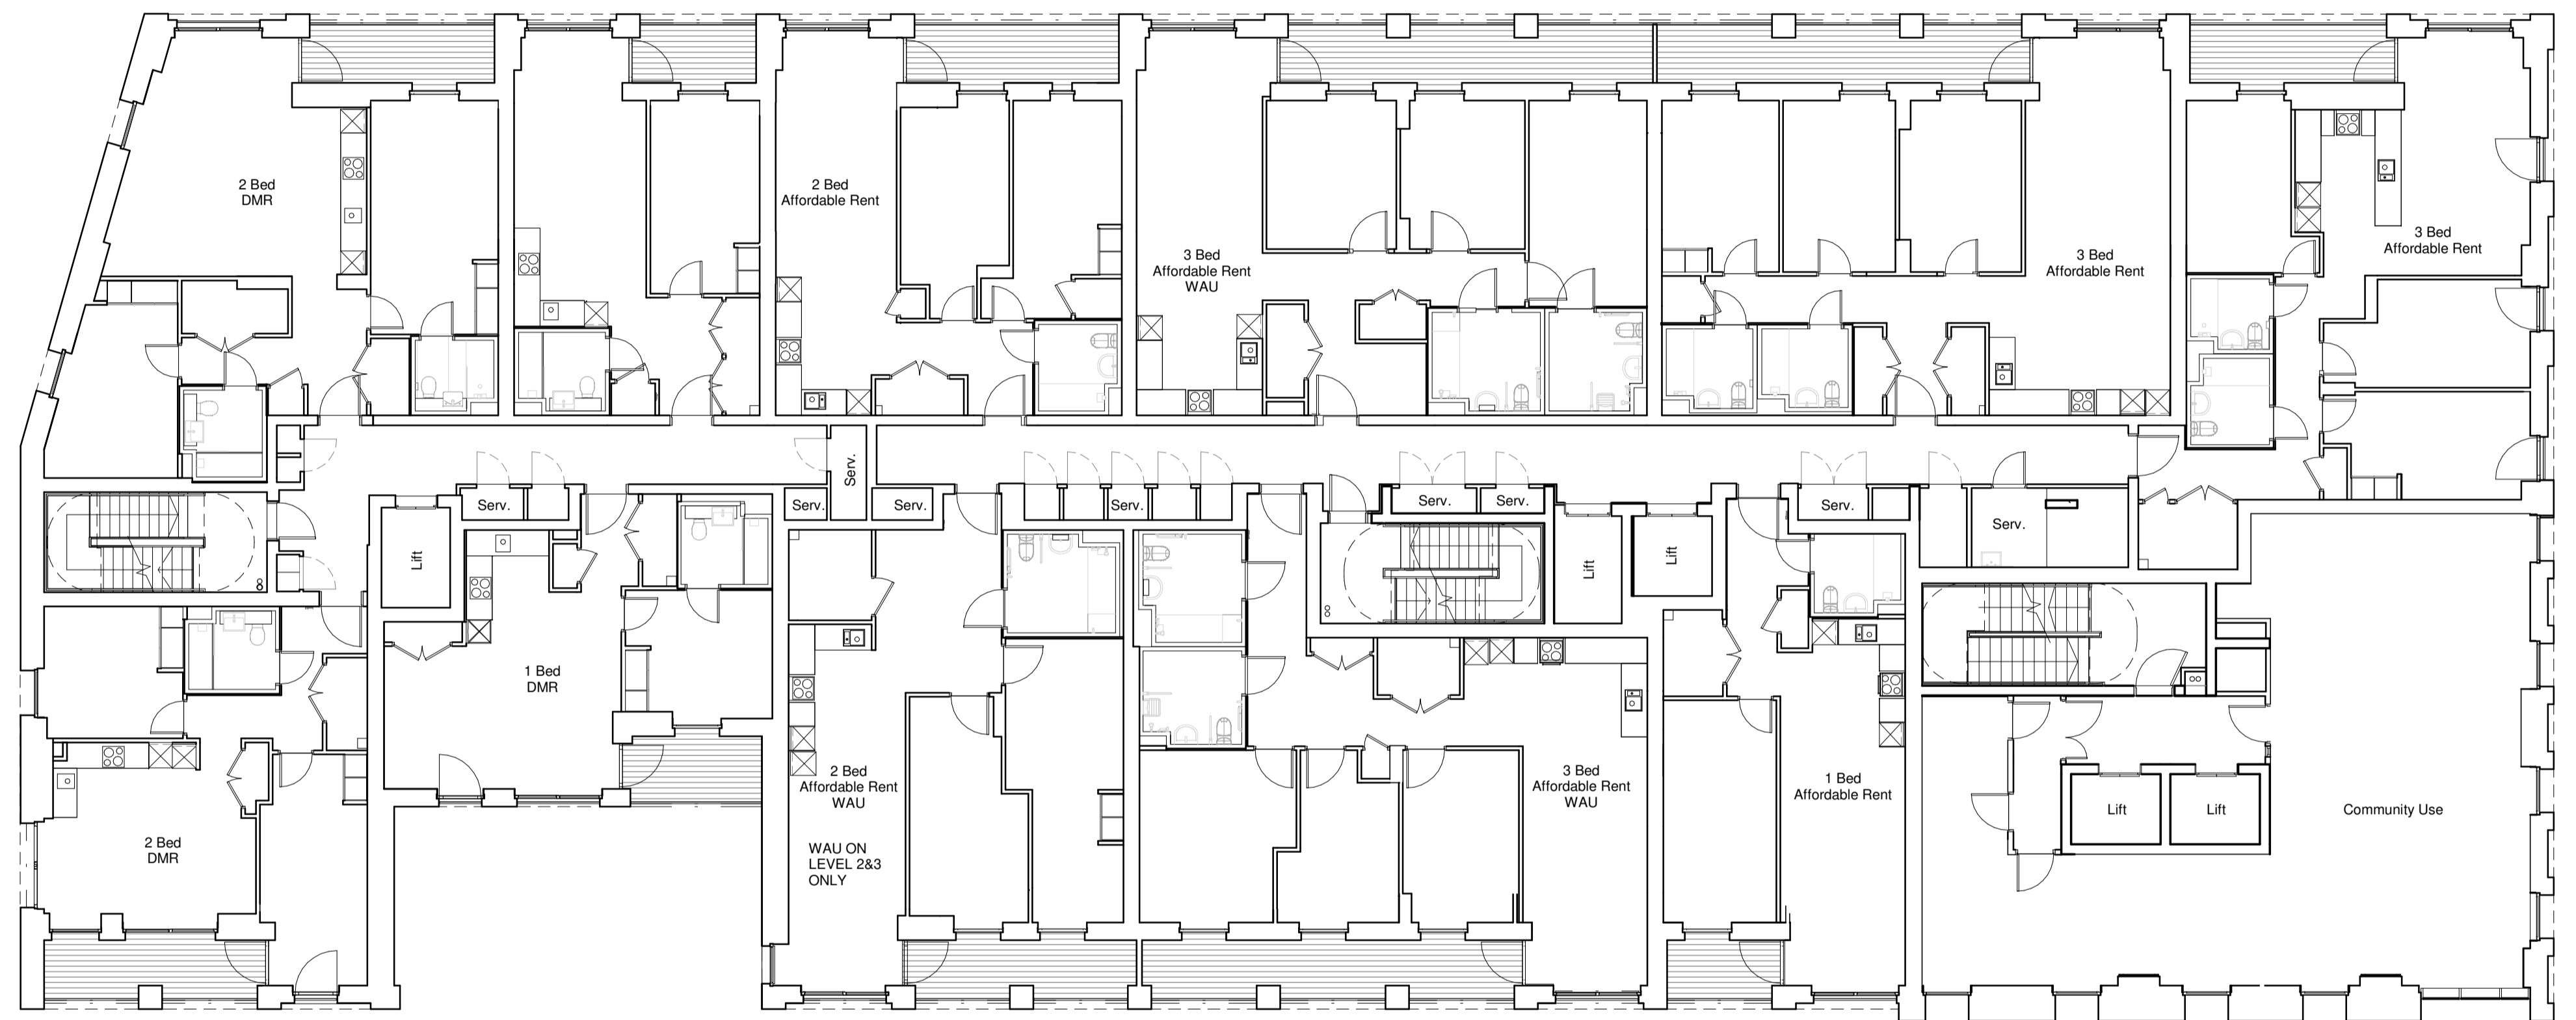 2 Bed
DMR
2 Bed
Affordable Rent
3 Bed
Affordable Rent
WAU
3 Bed
Affordable Rent
3 Bed
Affordable Rent
Serv.
Serv.
Serv.
Serv.
Serv.
Serv.
Serv.
Serv.
Serv.
Lift
Lift
Lift
1 Bed
DMR
2 Bed
Affordable Rent
WAU
WAU ON
LEVEL 2&3
ONLY
3 Bed
Affordable Rent
WAU
1 Bed
Affordable Rent
2 Bed
DMR
Lift
Lift
Community Use